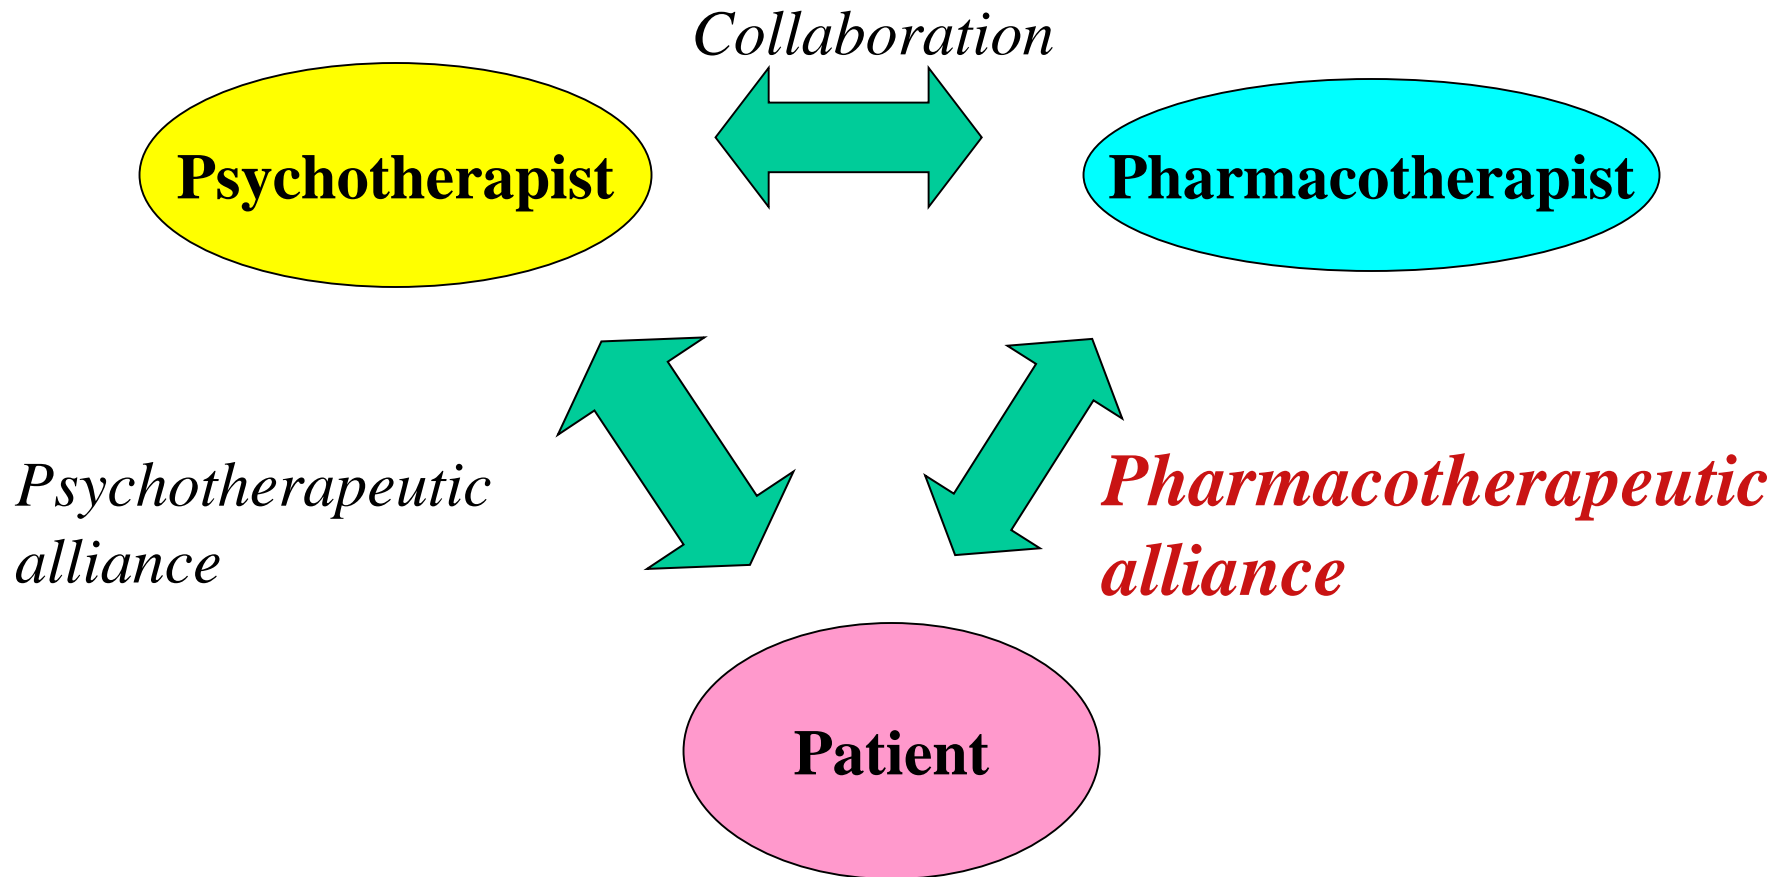 Collaboration
Psychotherapist
Pharmacotherapist
Psychotherapeutic
alliance
Pharmacotherapeutic
alliance
Patient